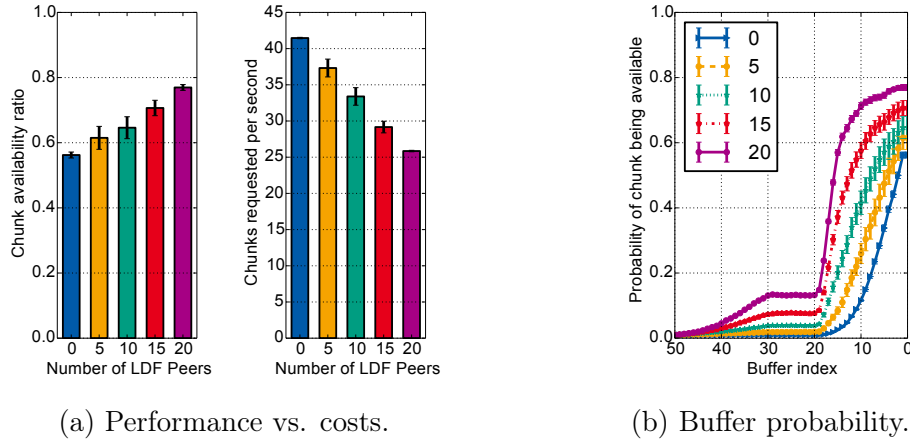 Chunk availability ratio
1.0
0.8
0.6
0.4
0.2
0.0
0 5 10 15 20
Number of LDF Peers
Chunks requested per second
45
40
35
30
25
20
15
10
5
0
0 5 10 15 20
Number of LDF Peers
(a) Performance vs. costs.
Probability of chunk being available
1.0
0.8
0.6
0.4
0.2
0.0
0
5
10
15
20
50 40 30 20 10 0
Buffer index
(b) Buffer probability.